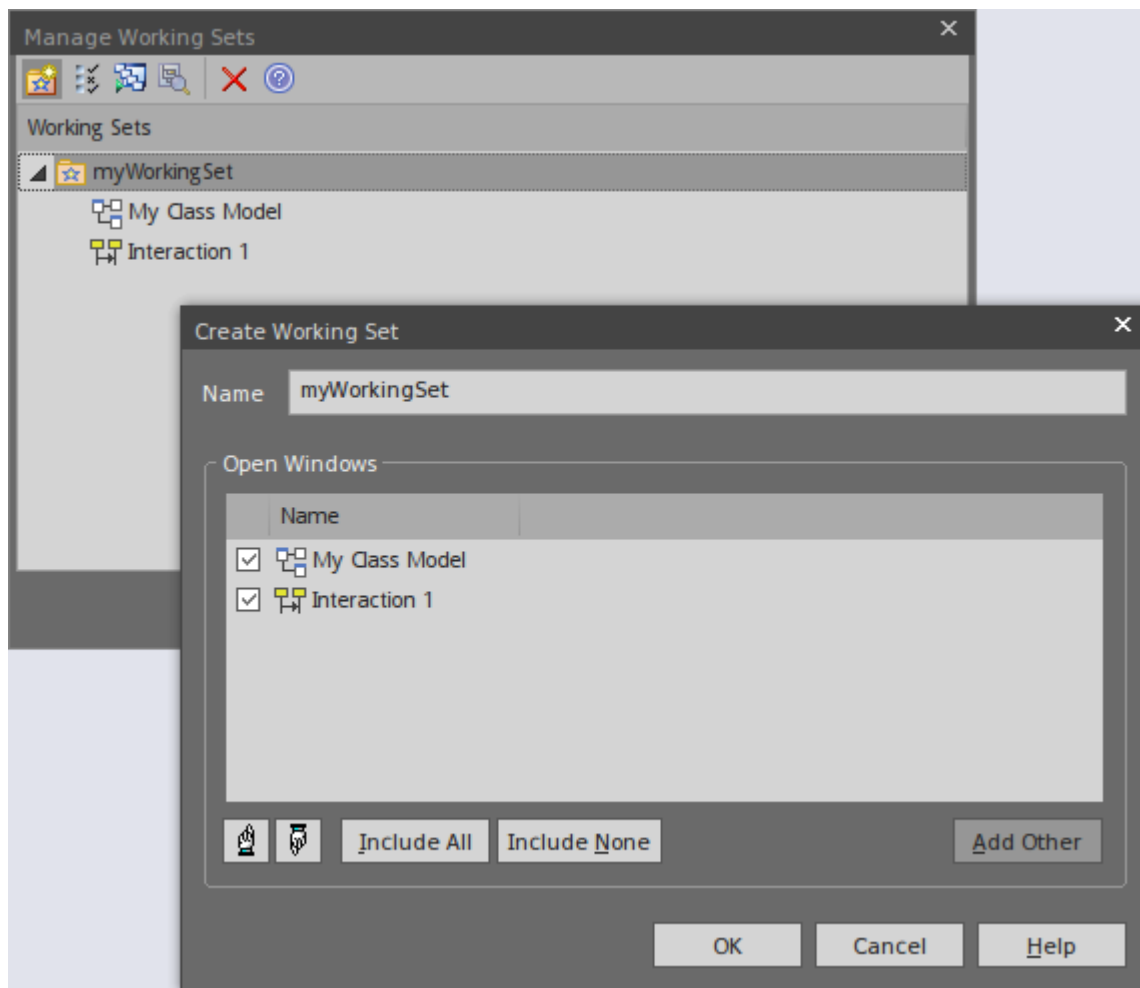 Manage Working Sets
Working Sets
myWorkingSet
My Class Model
Interaction 1
Create Working Set
Name myWorkingSet
Open Windows
Name
My Class Model
Interaction 1
Include All Include None Add Other
OK Cancel Help